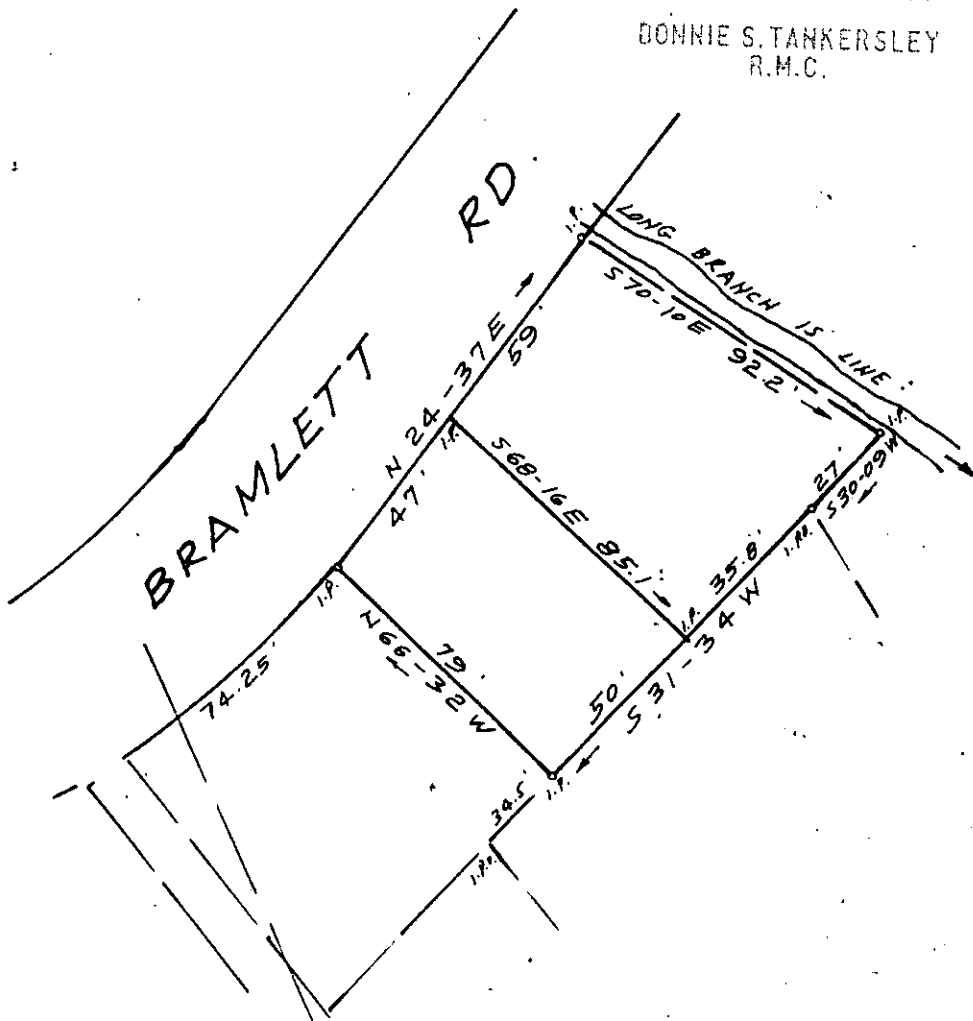 DONNIE S. TANKERSLEY
R.M.C.
BRAMLETT RD.
I.P.
LONG BRANCH IS LINE
S 70-10 E 92.2'
I.P.
N 24-37 E
59'
47'
I.P.
S 68-16 E 85.1'
27'
S 30-09 W
I.P.O.
35.8'
I.P.
S 31-34 W
50'
I.P.
79'
N 66-32 W
I.P.
74.25'
34.5'
I.P.O.